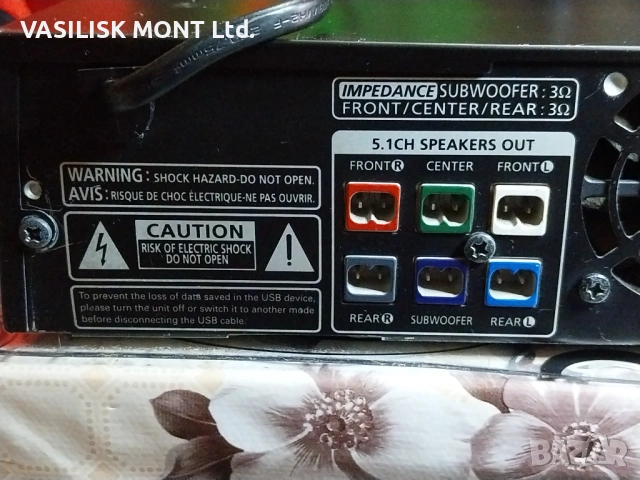 VASILISK MONT Ltd.
IMPEDANCE SUBWOOFER : 3Ω
FRONT/CENTER/REAR : 3Ω
5.1CH SPEAKERS OUT
FRONT R CENTER FRONT L
WARNING : SHOCK HAZARD-DO NOT OPEN.
AVIS : RISQUE DE CHOC ÉLECTRIQUE-NE PAS OUVRIR.
CAUTION
RISK OF ELECTRIC SHOCK
DO NOT OPEN
To prevent the loss of data saved in the USB device,
please turn the unit off or switch it to another mode
before disconnecting the USB cable.
REAR R SUBWOOFER REAR L
BAZAR